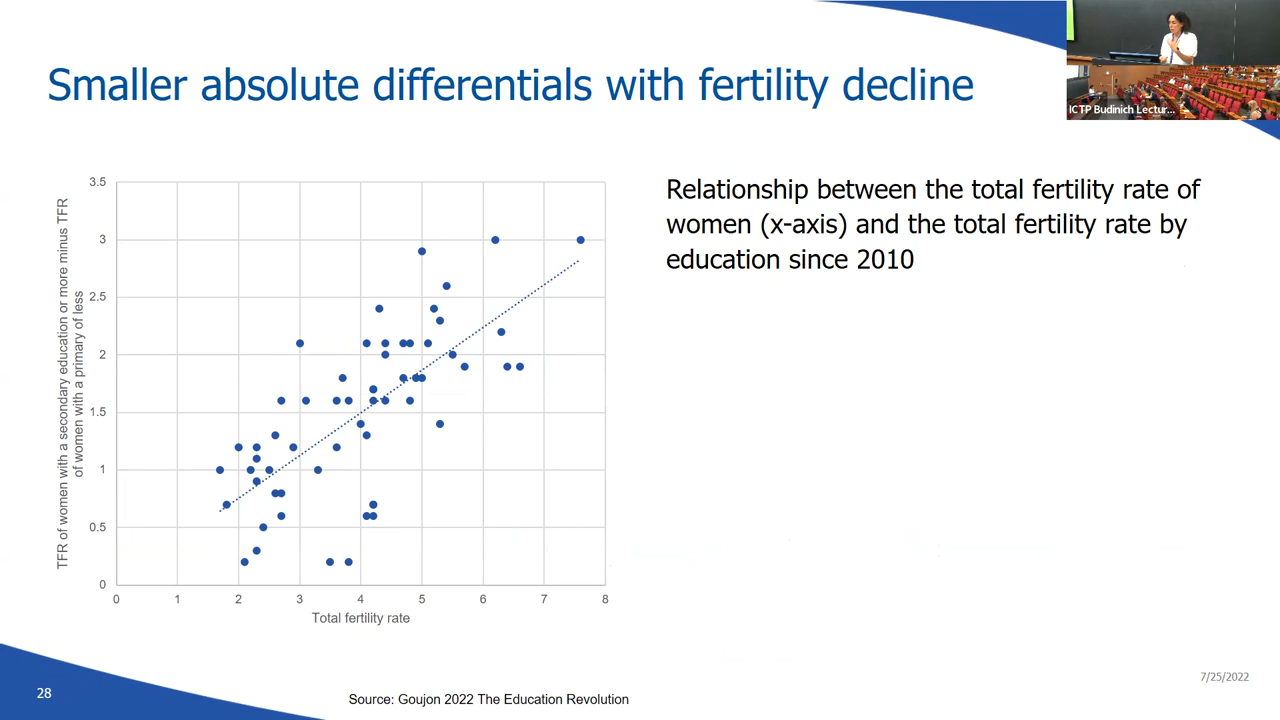 Smaller absolute differentials with fertility decline
ICTP Budinich Lectur...
TFR of women with a secondary education or more minus TFR
of women with a primary of less
3.5
3
2.5
2
1.5
1
0.5
0
0 1 2 3 4 5 6 7 8
Total fertility rate
Relationship between the total fertility rate of
women (x-axis) and the total fertility rate by
education since 2010
7/25/2022
28
Source: Goujon 2022 The Education Revolution